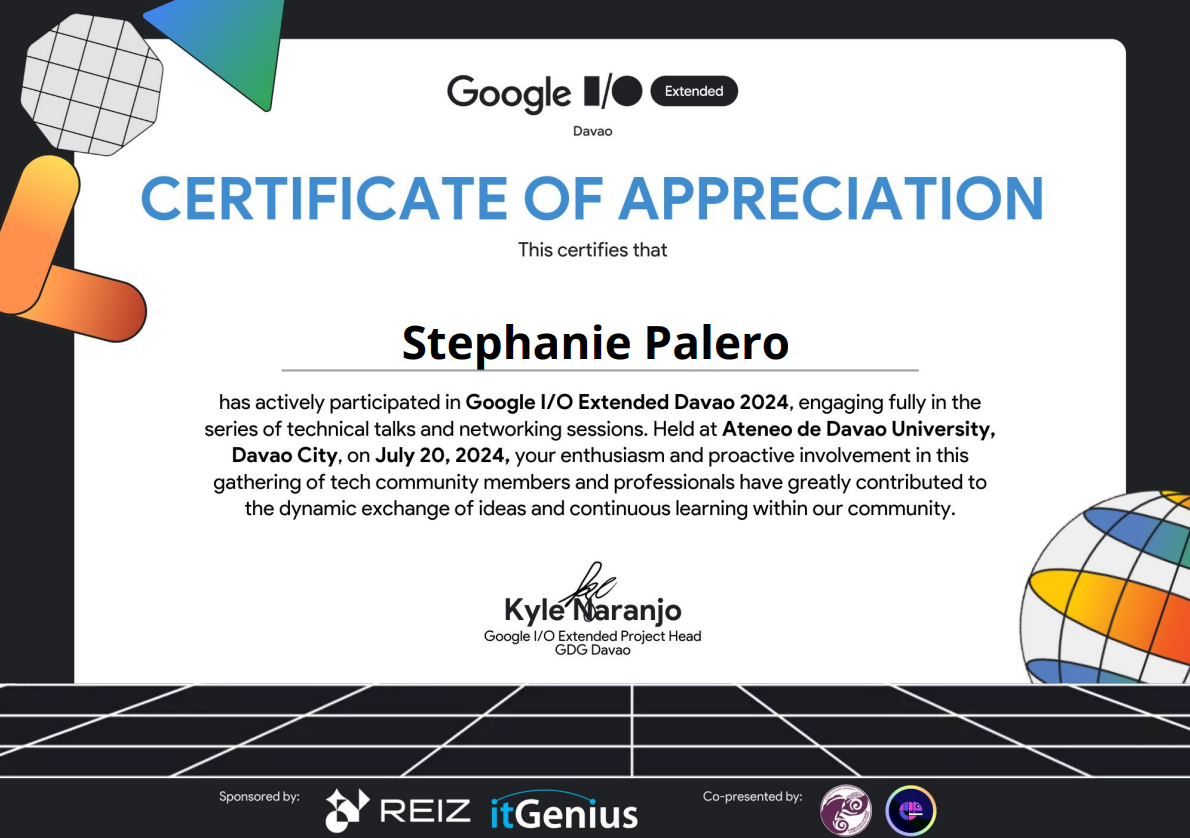 Google I/O Extended
Davao
CERTIFICATE OF APPRECIATION
This certifies that
Stephanie Palero
has actively participated in Google I/O Extended Davao 2024, engaging fully in the
series of technical talks and networking sessions. Held at Ateneo de Davao University,
Davao City, on July 20, 2024, your enthusiasm and proactive involvement in this
gathering of tech community members and professionals have greatly contributed to
the dynamic exchange of ideas and continuous learning within our community.
Kyle Naranjo
Google I/O Extended Project Head
GDG Davao
Sponsored by: REIZ itGenius Co-presented by: